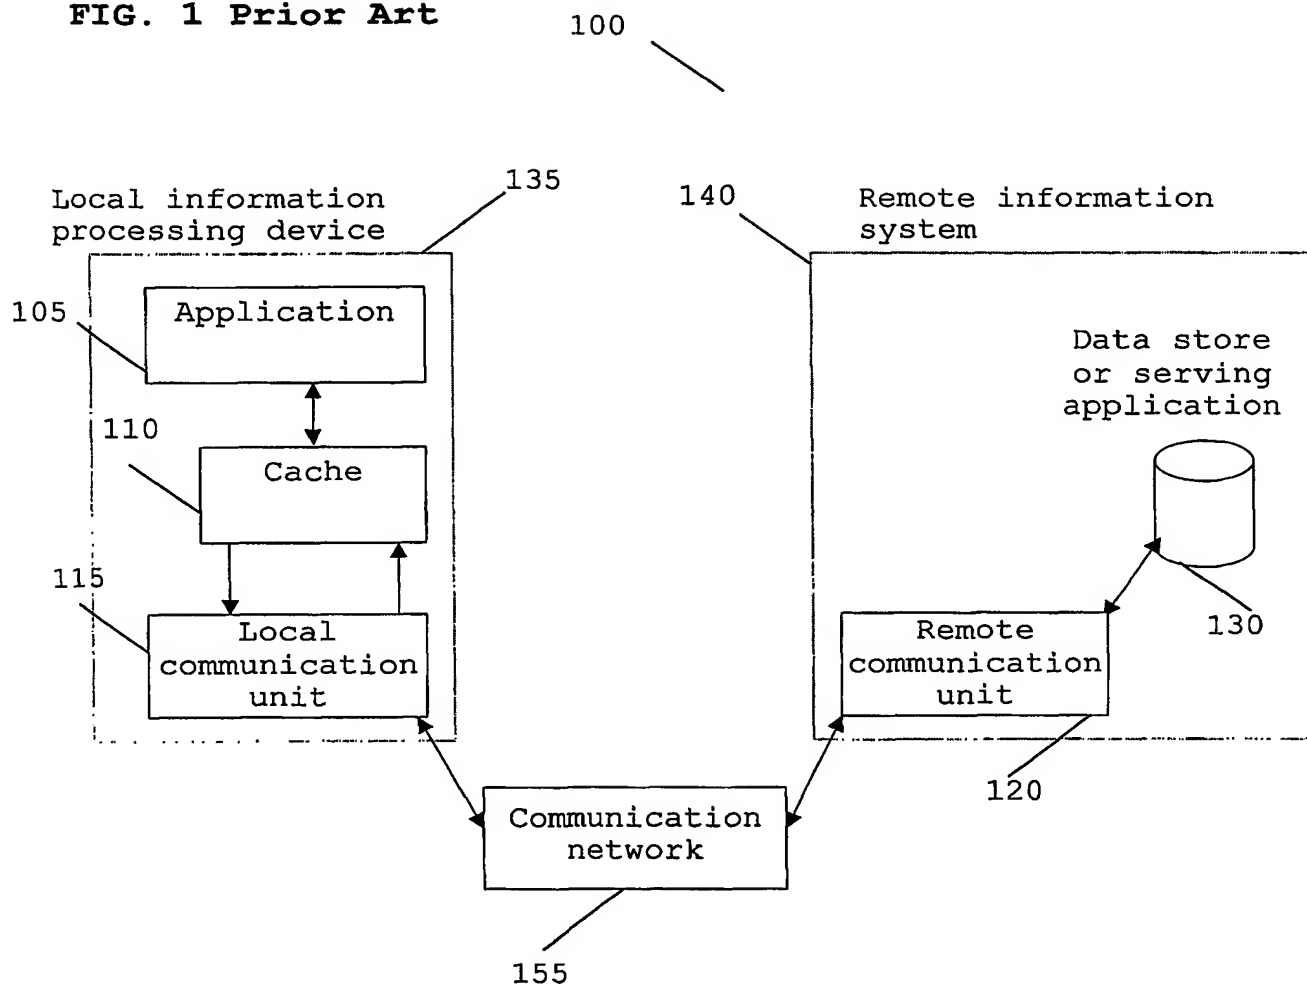 FIG. 1 Prior Art
100
135
140
Local information
processing device
Remote information
system
105
Application
Data store
or serving
application
110
Cache
115
Local
communication
unit
Remote
communication
unit
130
120
Communication
network
155